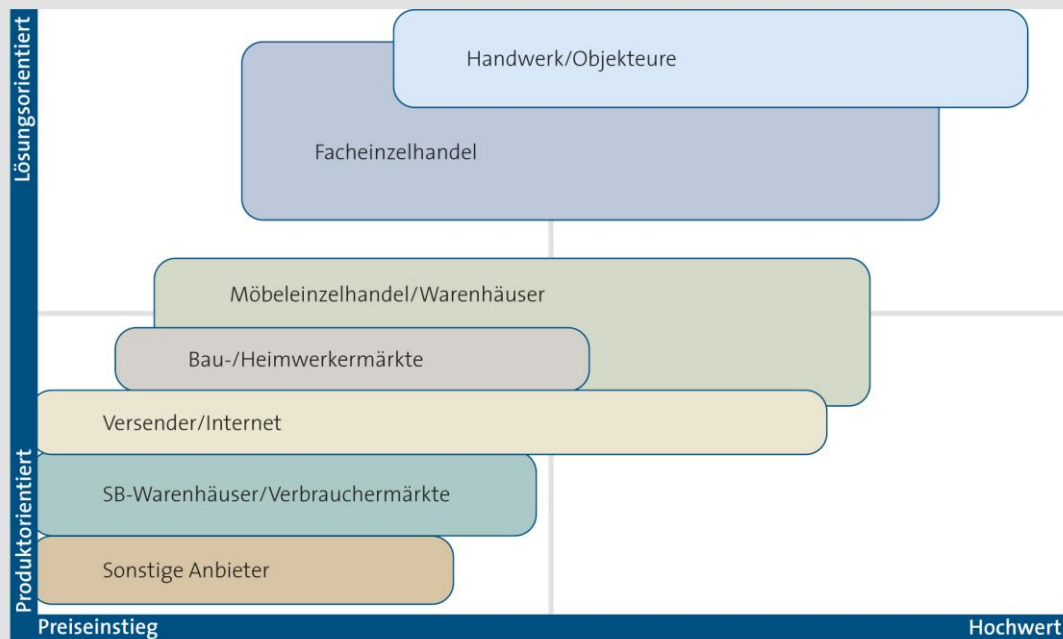 Lösungsorientiert
Handwerk/Objekteure
Facheinzelhandel
Möbeleinzelhandel/Warenhäuser
Bau-/Heimwerkermärkte
Versender/Internet
SB-Warenhäuser/Verbrauchermärkte
Sonstige Anbieter
Produktorientiert
Preiseinstieg
Hochwert